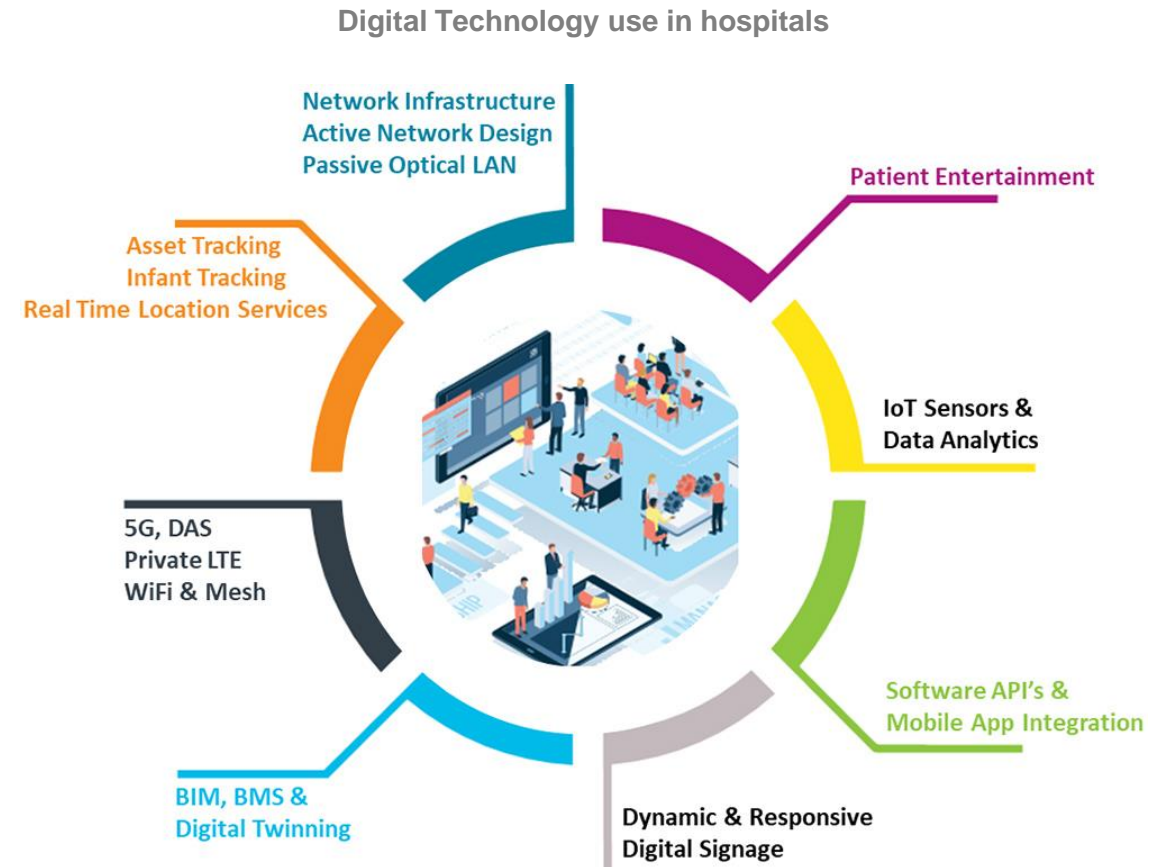 Digital Technology use in hospitals
Network Infrastructure
Active Network Design
Passive Optical LAN
Patient Entertainment
Asset Tracking
Infant Tracking
Real Time Location Services
IoT Sensors &
Data Analytics
5G, DAS
Private LTE
WiFi & Mesh
Software API's &
Mobile App Integration
BIM, BMS &
Digital Twinning
Dynamic & Responsive
Digital Signage